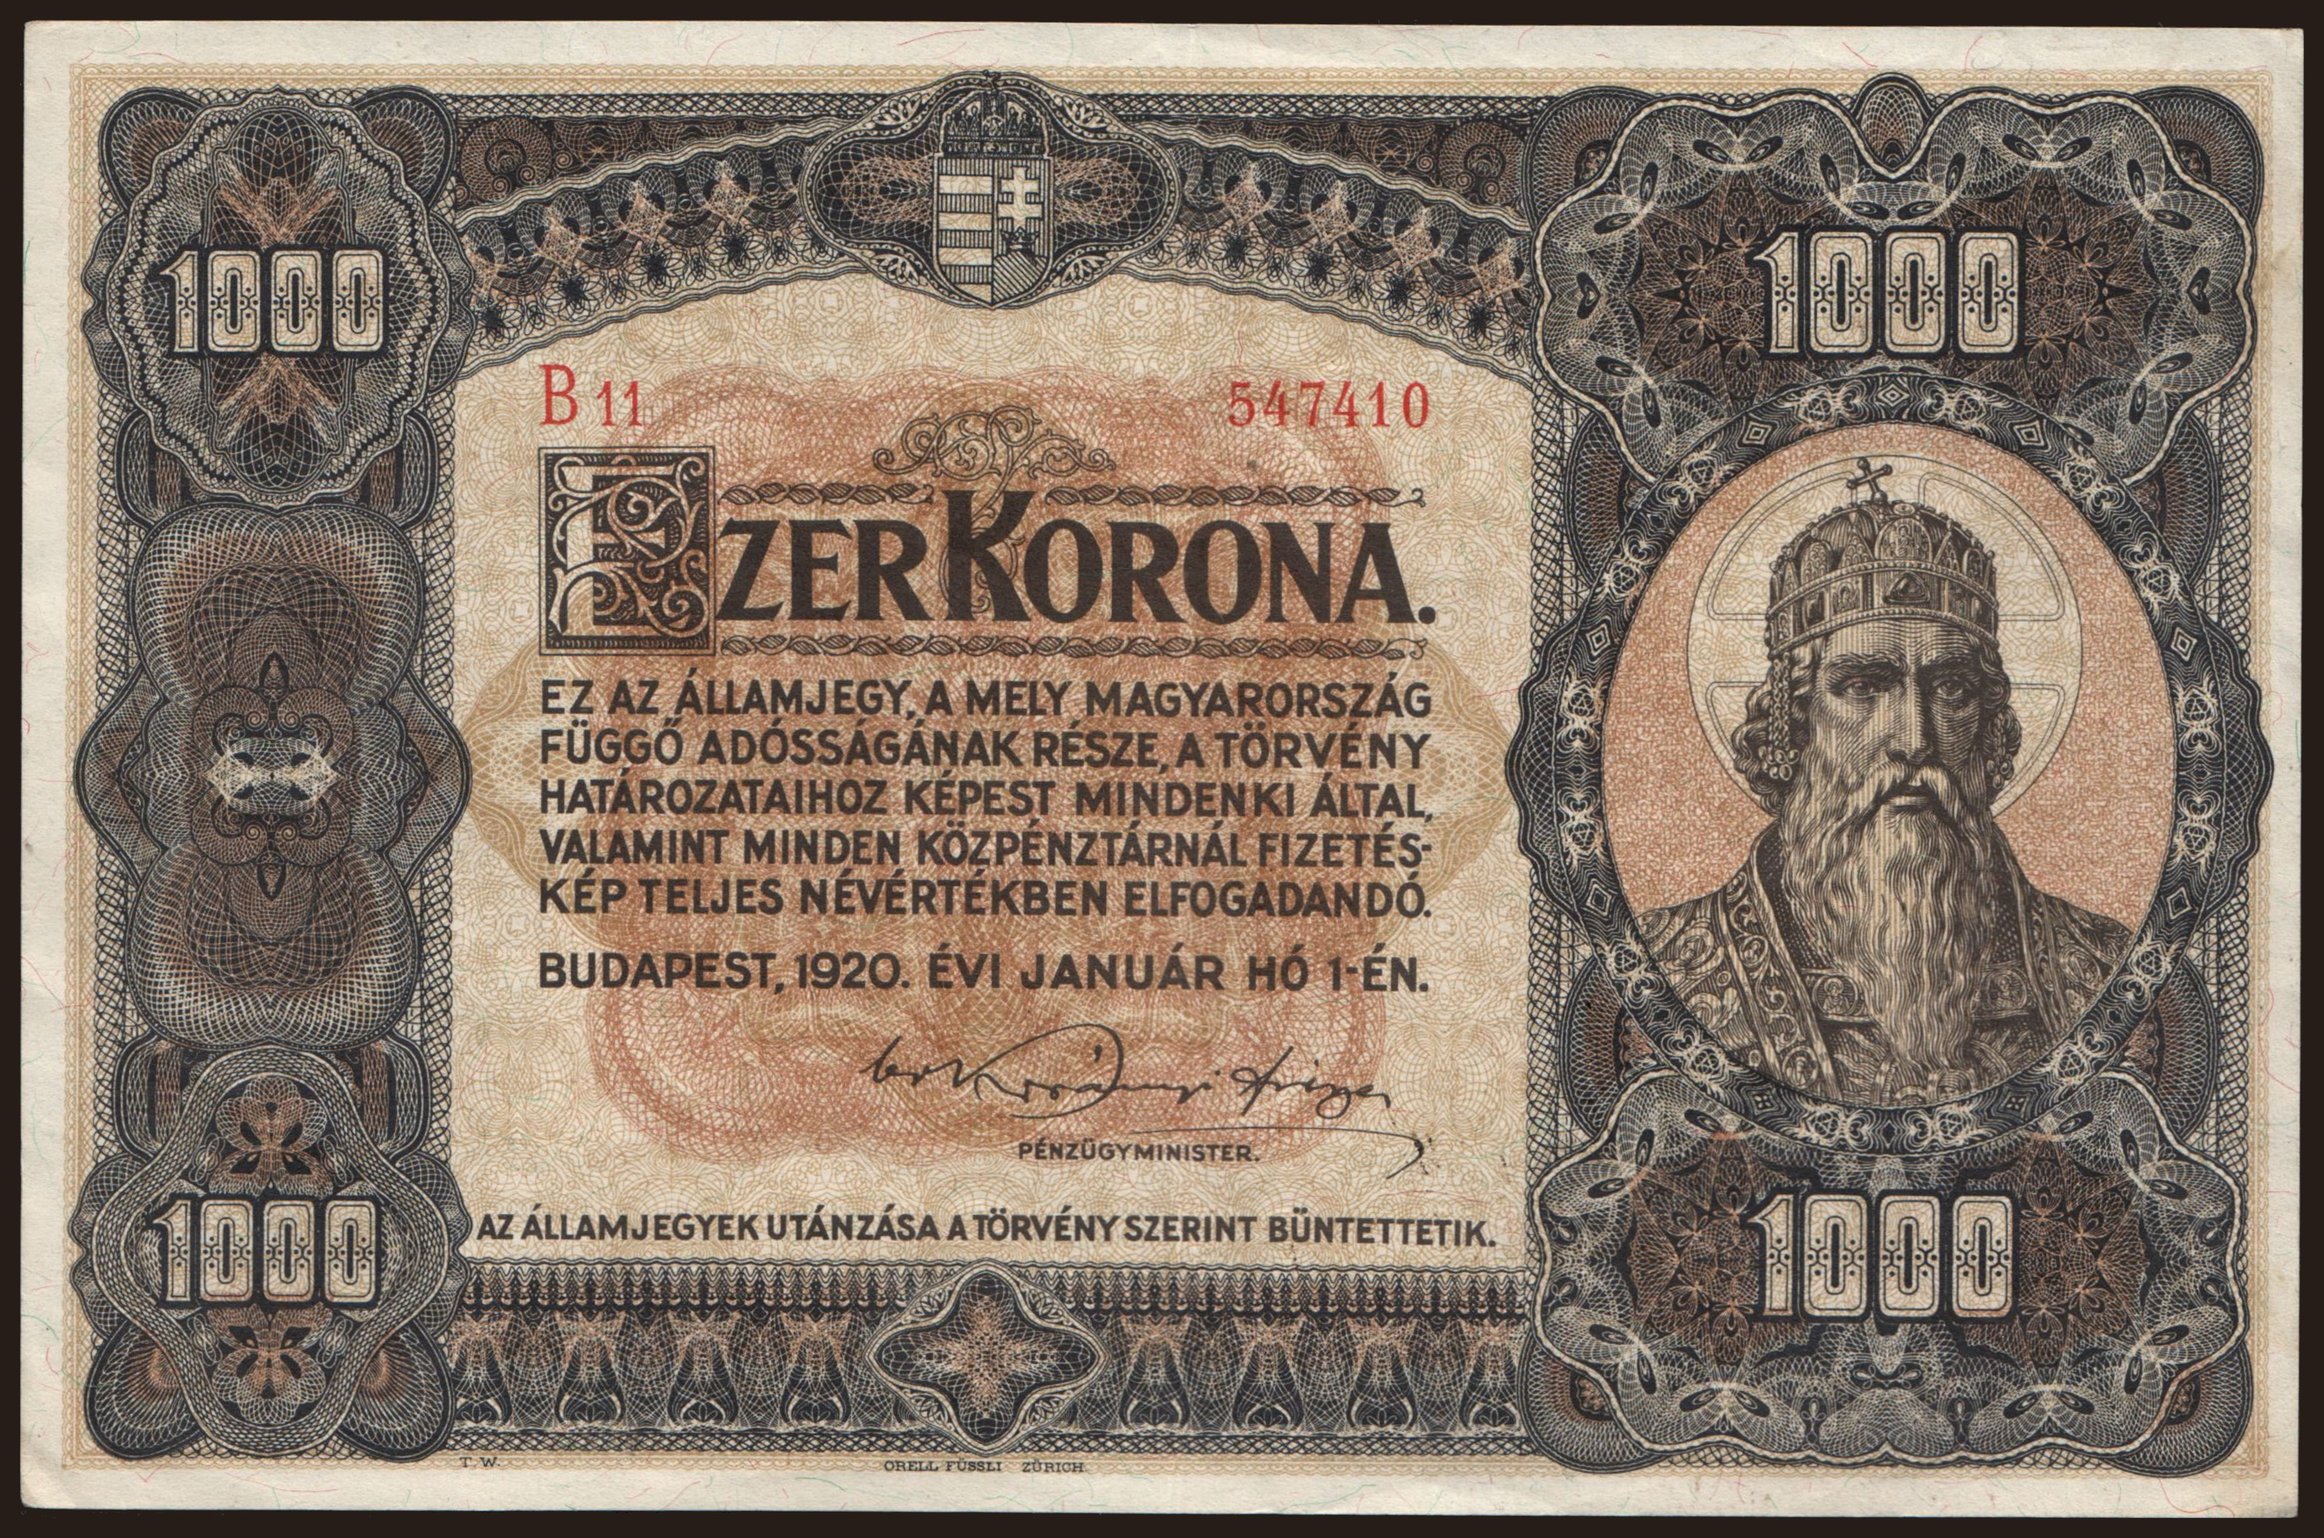 1000
1000
B 11 547410
EZER KORONA.
EZ AZ ÁLLAMJEGY, A MELY MAGYARORSZÁG
FÜGGŐ ADÓSSÁGÁNAK RÉSZE, A TÖRVÉNY
HATÁROZATAIHOZ KÉPEST MINDENKI ÁLTAL,
VALAMINT MINDEN KÖZPÉNZTÁRNÁL FIZETÉS-
KÉP TELJES NÉVÉRTÉKBEN ELFOGADANDÓ.
BUDAPEST, 1920. ÉVI JANUÁR HÓ 1-ÉN.
Korányi Frigyes
PÉNZÜGYMINISTER.
AZ ÁLLAMJEGYEK UTÁNZÁSA A TÖRVÉNY SZERINT BÜNTETTETIK.
1000
1000
T. W.
ORELL FÜSSLI ZÜRICH